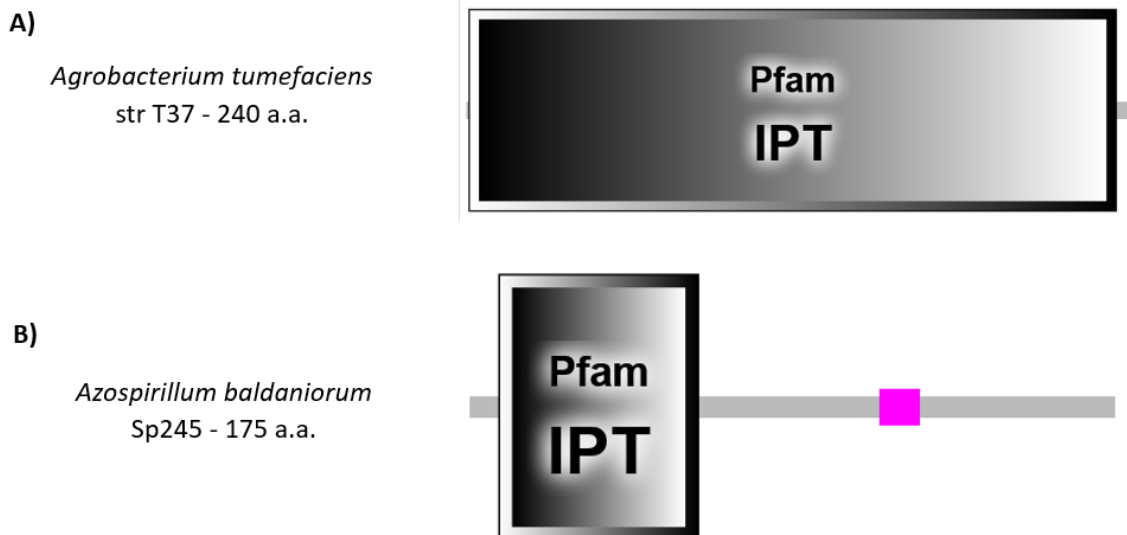 A)
Agrobacterium tumefaciens
str T37 - 240 a.a.
Pfam
IPT
B)
Azospirillum baldaniorum
Sp245 - 175 a.a.
Pfam
IPT